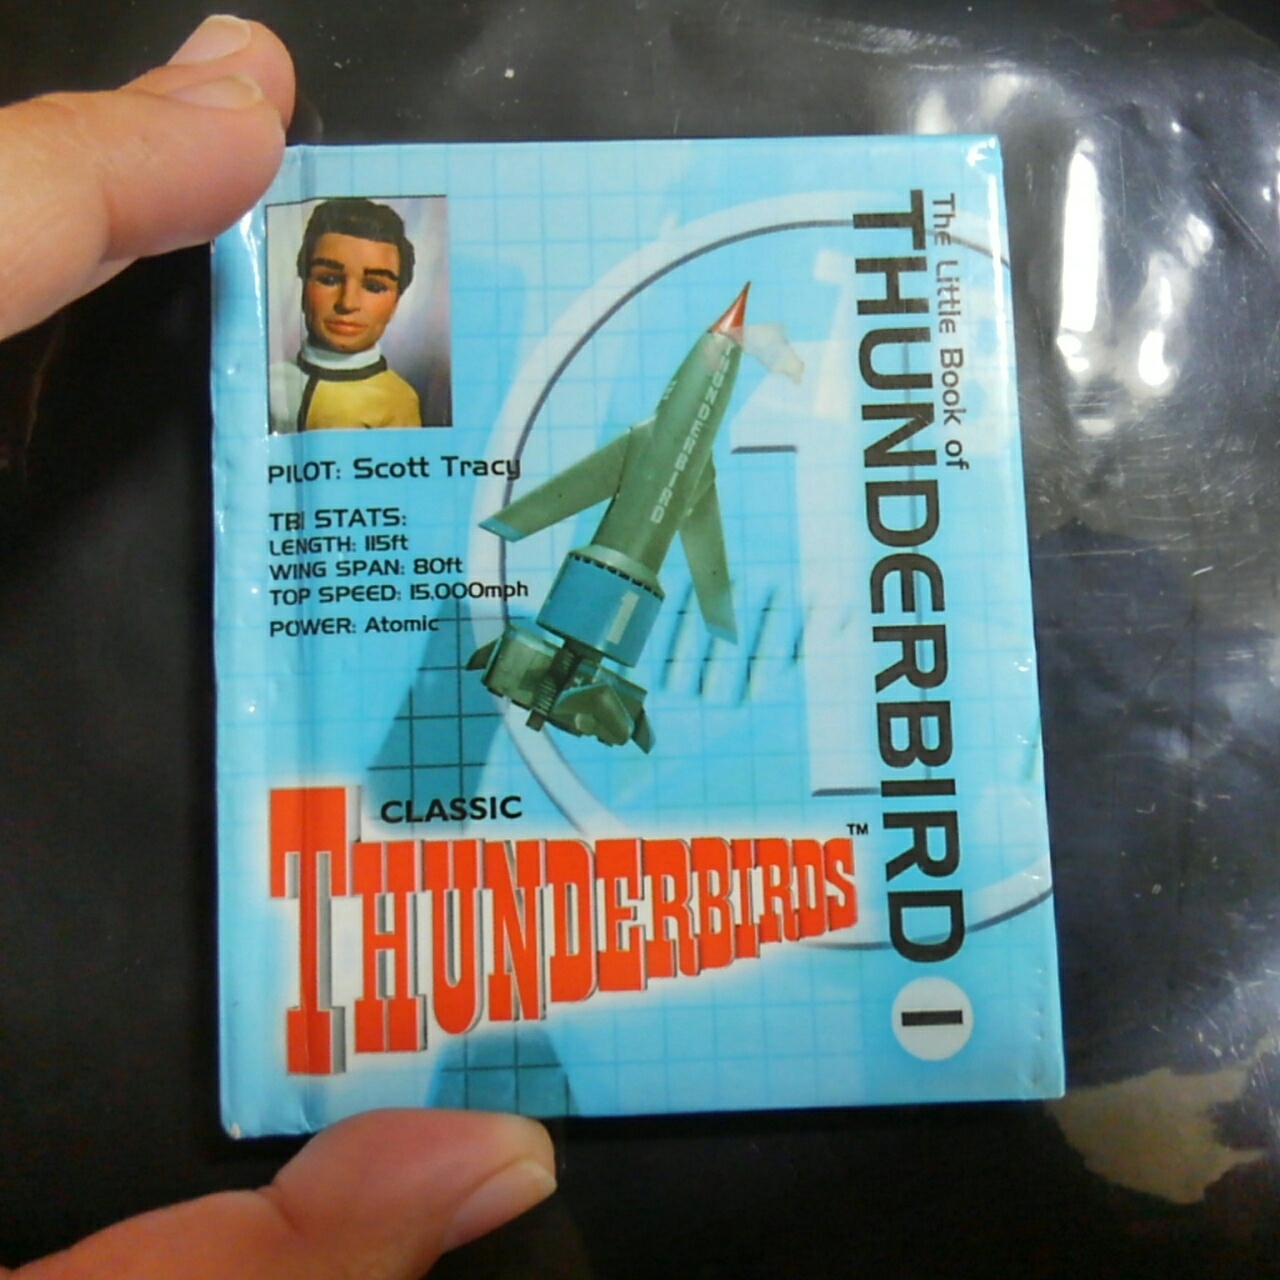 PILOT: Scott Tracy
TB1 STATS:
LENGTH: 115ft
WING SPAN: 80ft
TOP SPEED: 15,000mph
POWER: Atomic
THUNDERBIRD
1
The Little Book of
THUNDERBIRD 1
CLASSIC
THUNDERBIRDS™